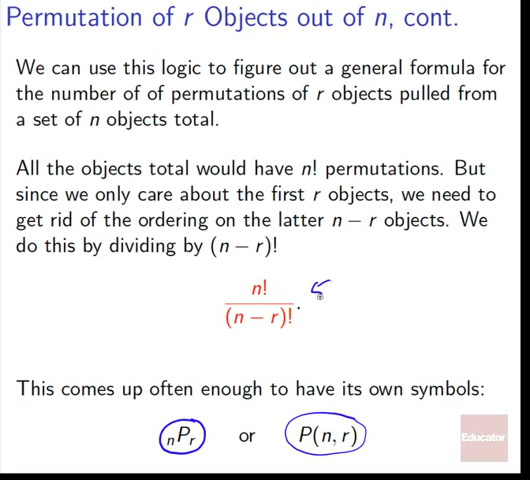 Permutation of r Objects out of n, cont.
We can use this logic to figure out a general formula for
the number of of permutations of r objects pulled from
a set of n objects total.
All the objects total would have n! permutations. But
since we only care about the first r objects, we need to
get rid of the ordering on the latter n − r objects. We
do this by dividing by (n − r)!
n!
(n − r)! .
This comes up often enough to have its own symbols:
nPr or P(n, r)
Educator